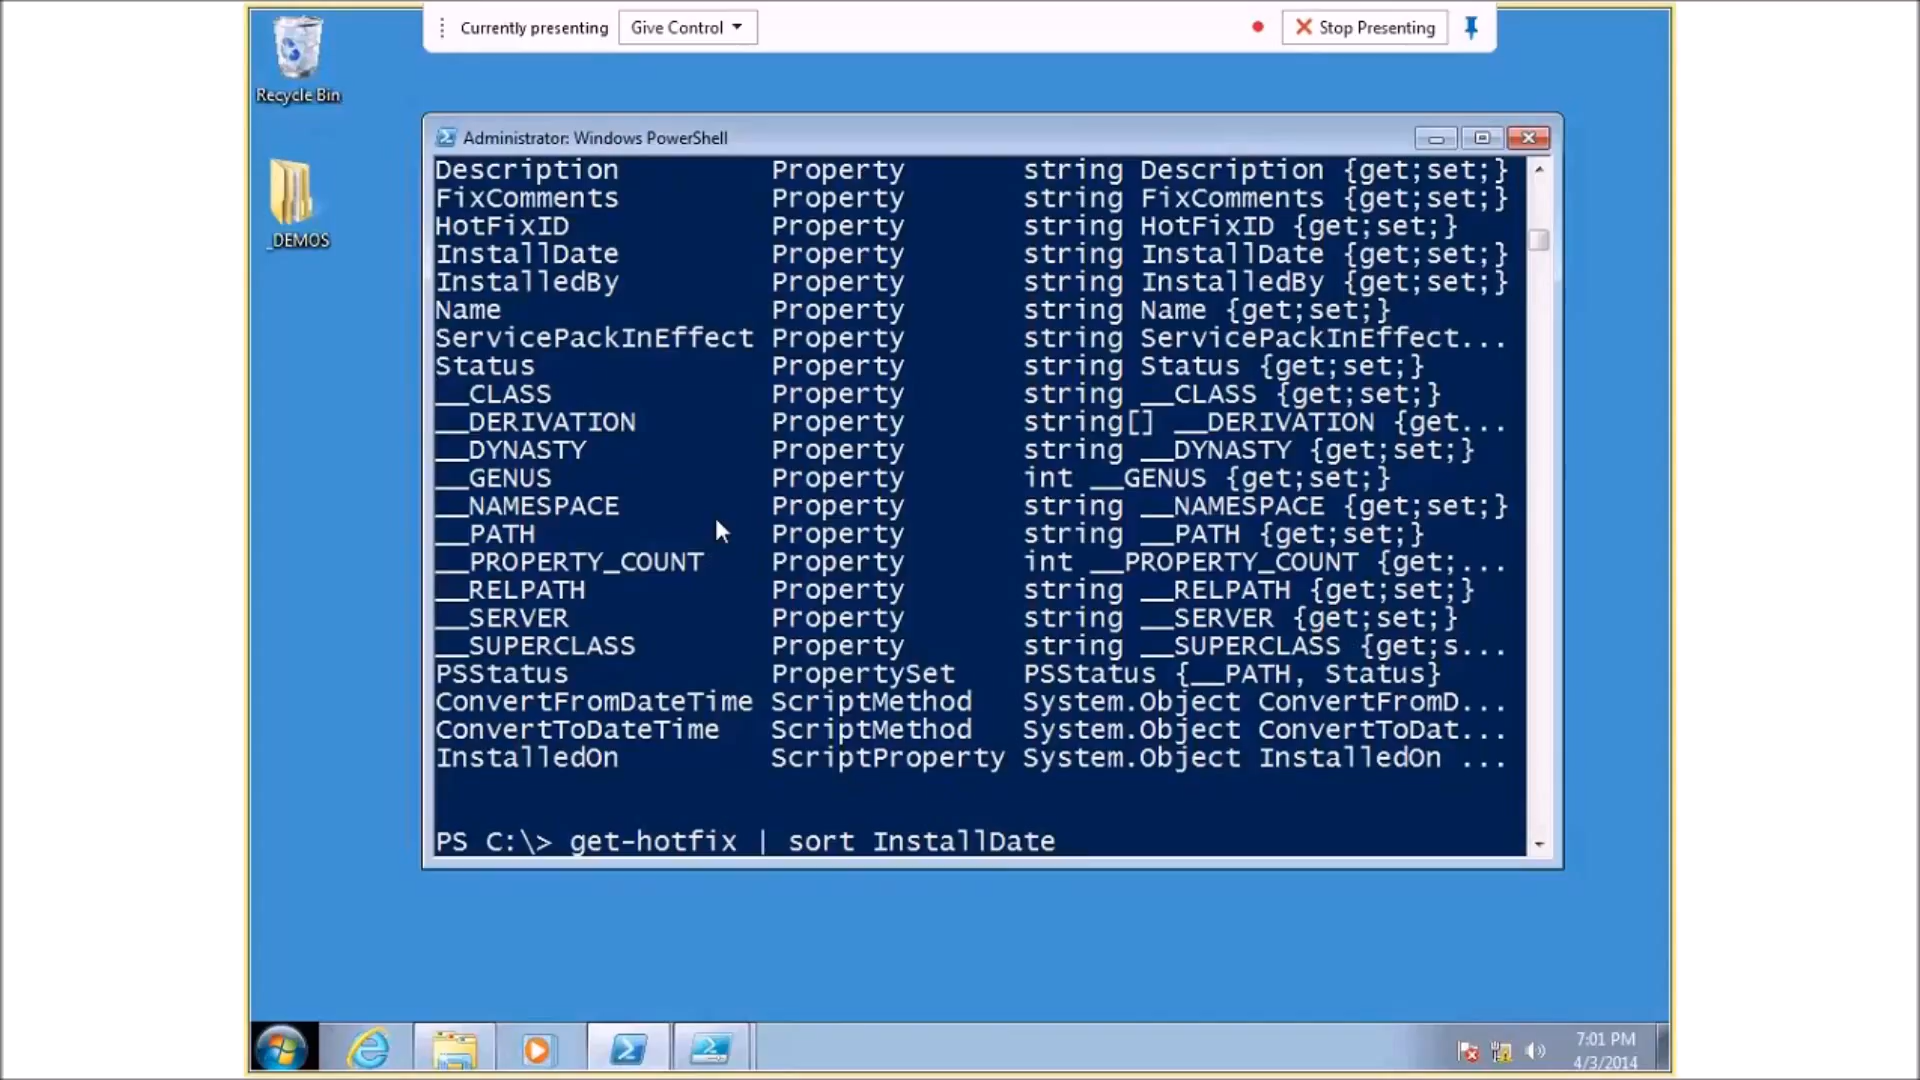 Currently presenting Give Control Stop Presenting
Recycle Bin
_DEMOS
Administrator: Windows PowerShell
Description Property string Description {get;set;}
FixComments Property string FixComments {get;set;}
HotFixID Property string HotFixID {get;set;}
InstallDate Property string InstallDate {get;set;}
InstalledBy Property string InstalledBy {get;set;}
Name Property string Name {get;set;}
ServicePackInEffect Property string ServicePackInEffect...
Status Property string Status {get;set;}
__CLASS Property string __CLASS {get;set;}
__DERIVATION Property string[] __DERIVATION {get...
__DYNASTY Property string __DYNASTY {get;set;}
__GENUS Property int __GENUS {get;set;}
__NAMESPACE Property string __NAMESPACE {get;set;}
__PATH Property string __PATH {get;set;}
__PROPERTY_COUNT Property int __PROPERTY_COUNT {get;...
__RELPATH Property string __RELPATH {get;set;}
__SERVER Property string __SERVER {get;set;}
__SUPERCLASS Property string __SUPERCLASS {get;s...
PSStatus PropertySet PSStatus {__PATH, Status}
ConvertFromDateTime ScriptMethod System.Object ConvertFromD...
ConvertToDateTime ScriptMethod System.Object ConvertToDat...
InstalledOn ScriptProperty System.Object InstalledOn ...
PS C:\> get-hotfix | sort InstallDate
7:01 PM
4/3/2014